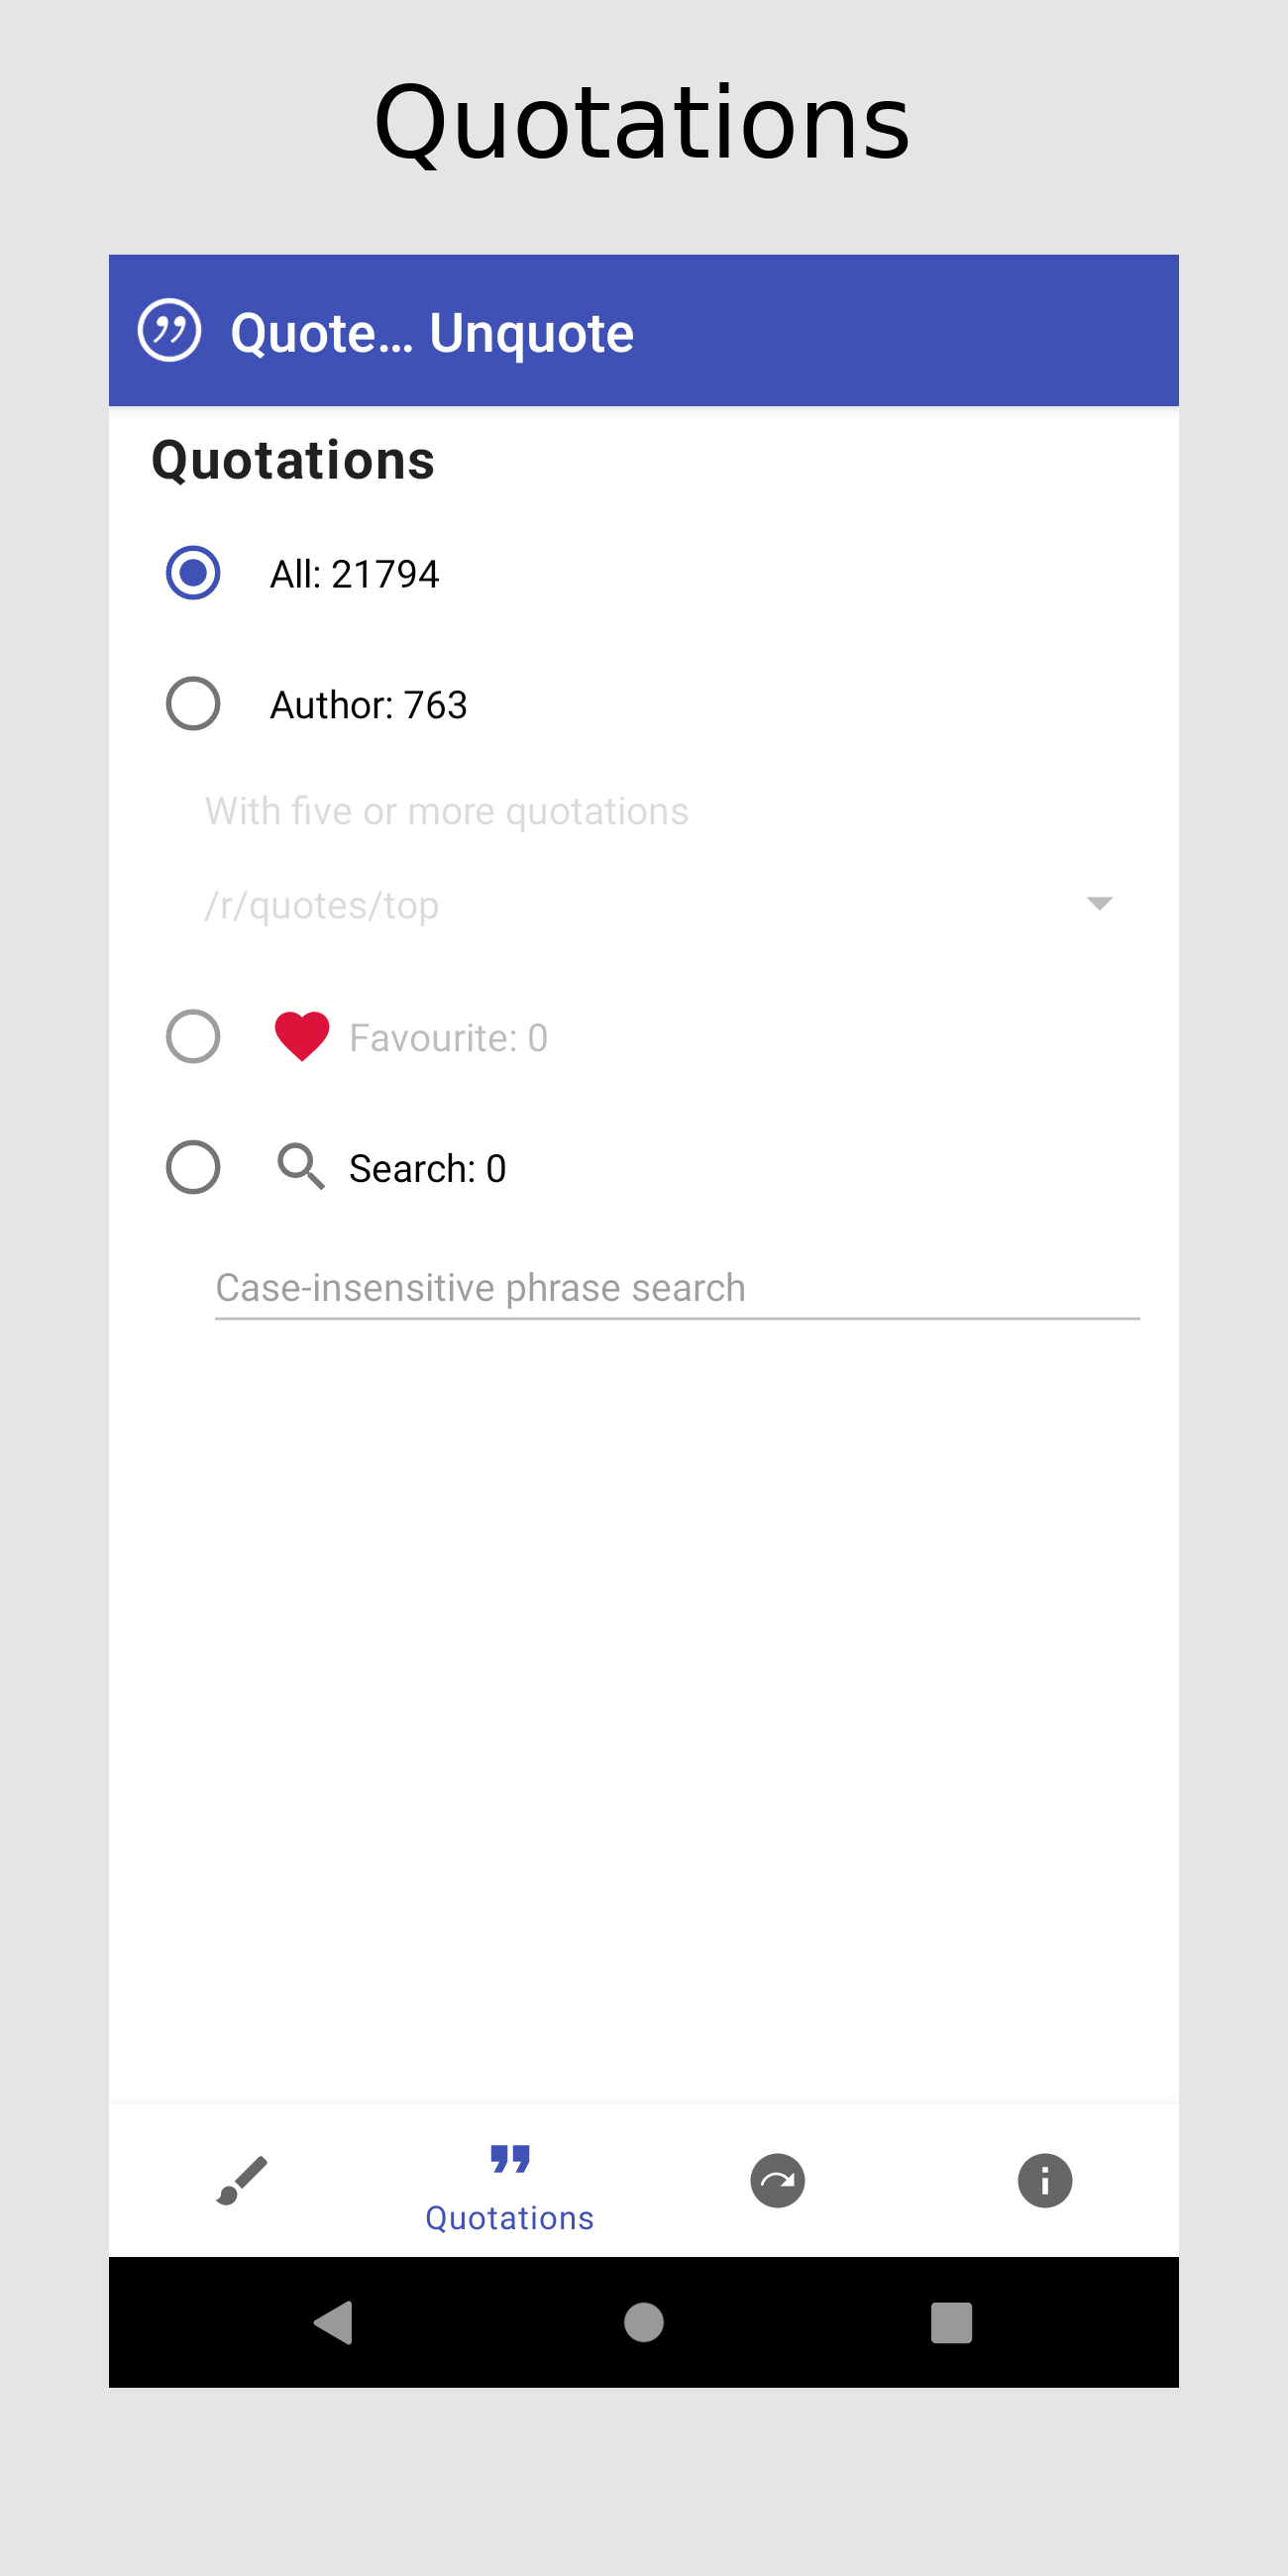 Quotations
Quote... Unquote
Quotations
All: 21794
Author: 763
With five or more quotations
/r/quotes/top
Favourite: 0
Search: 0
Case-insensitive phrase search
Quotations